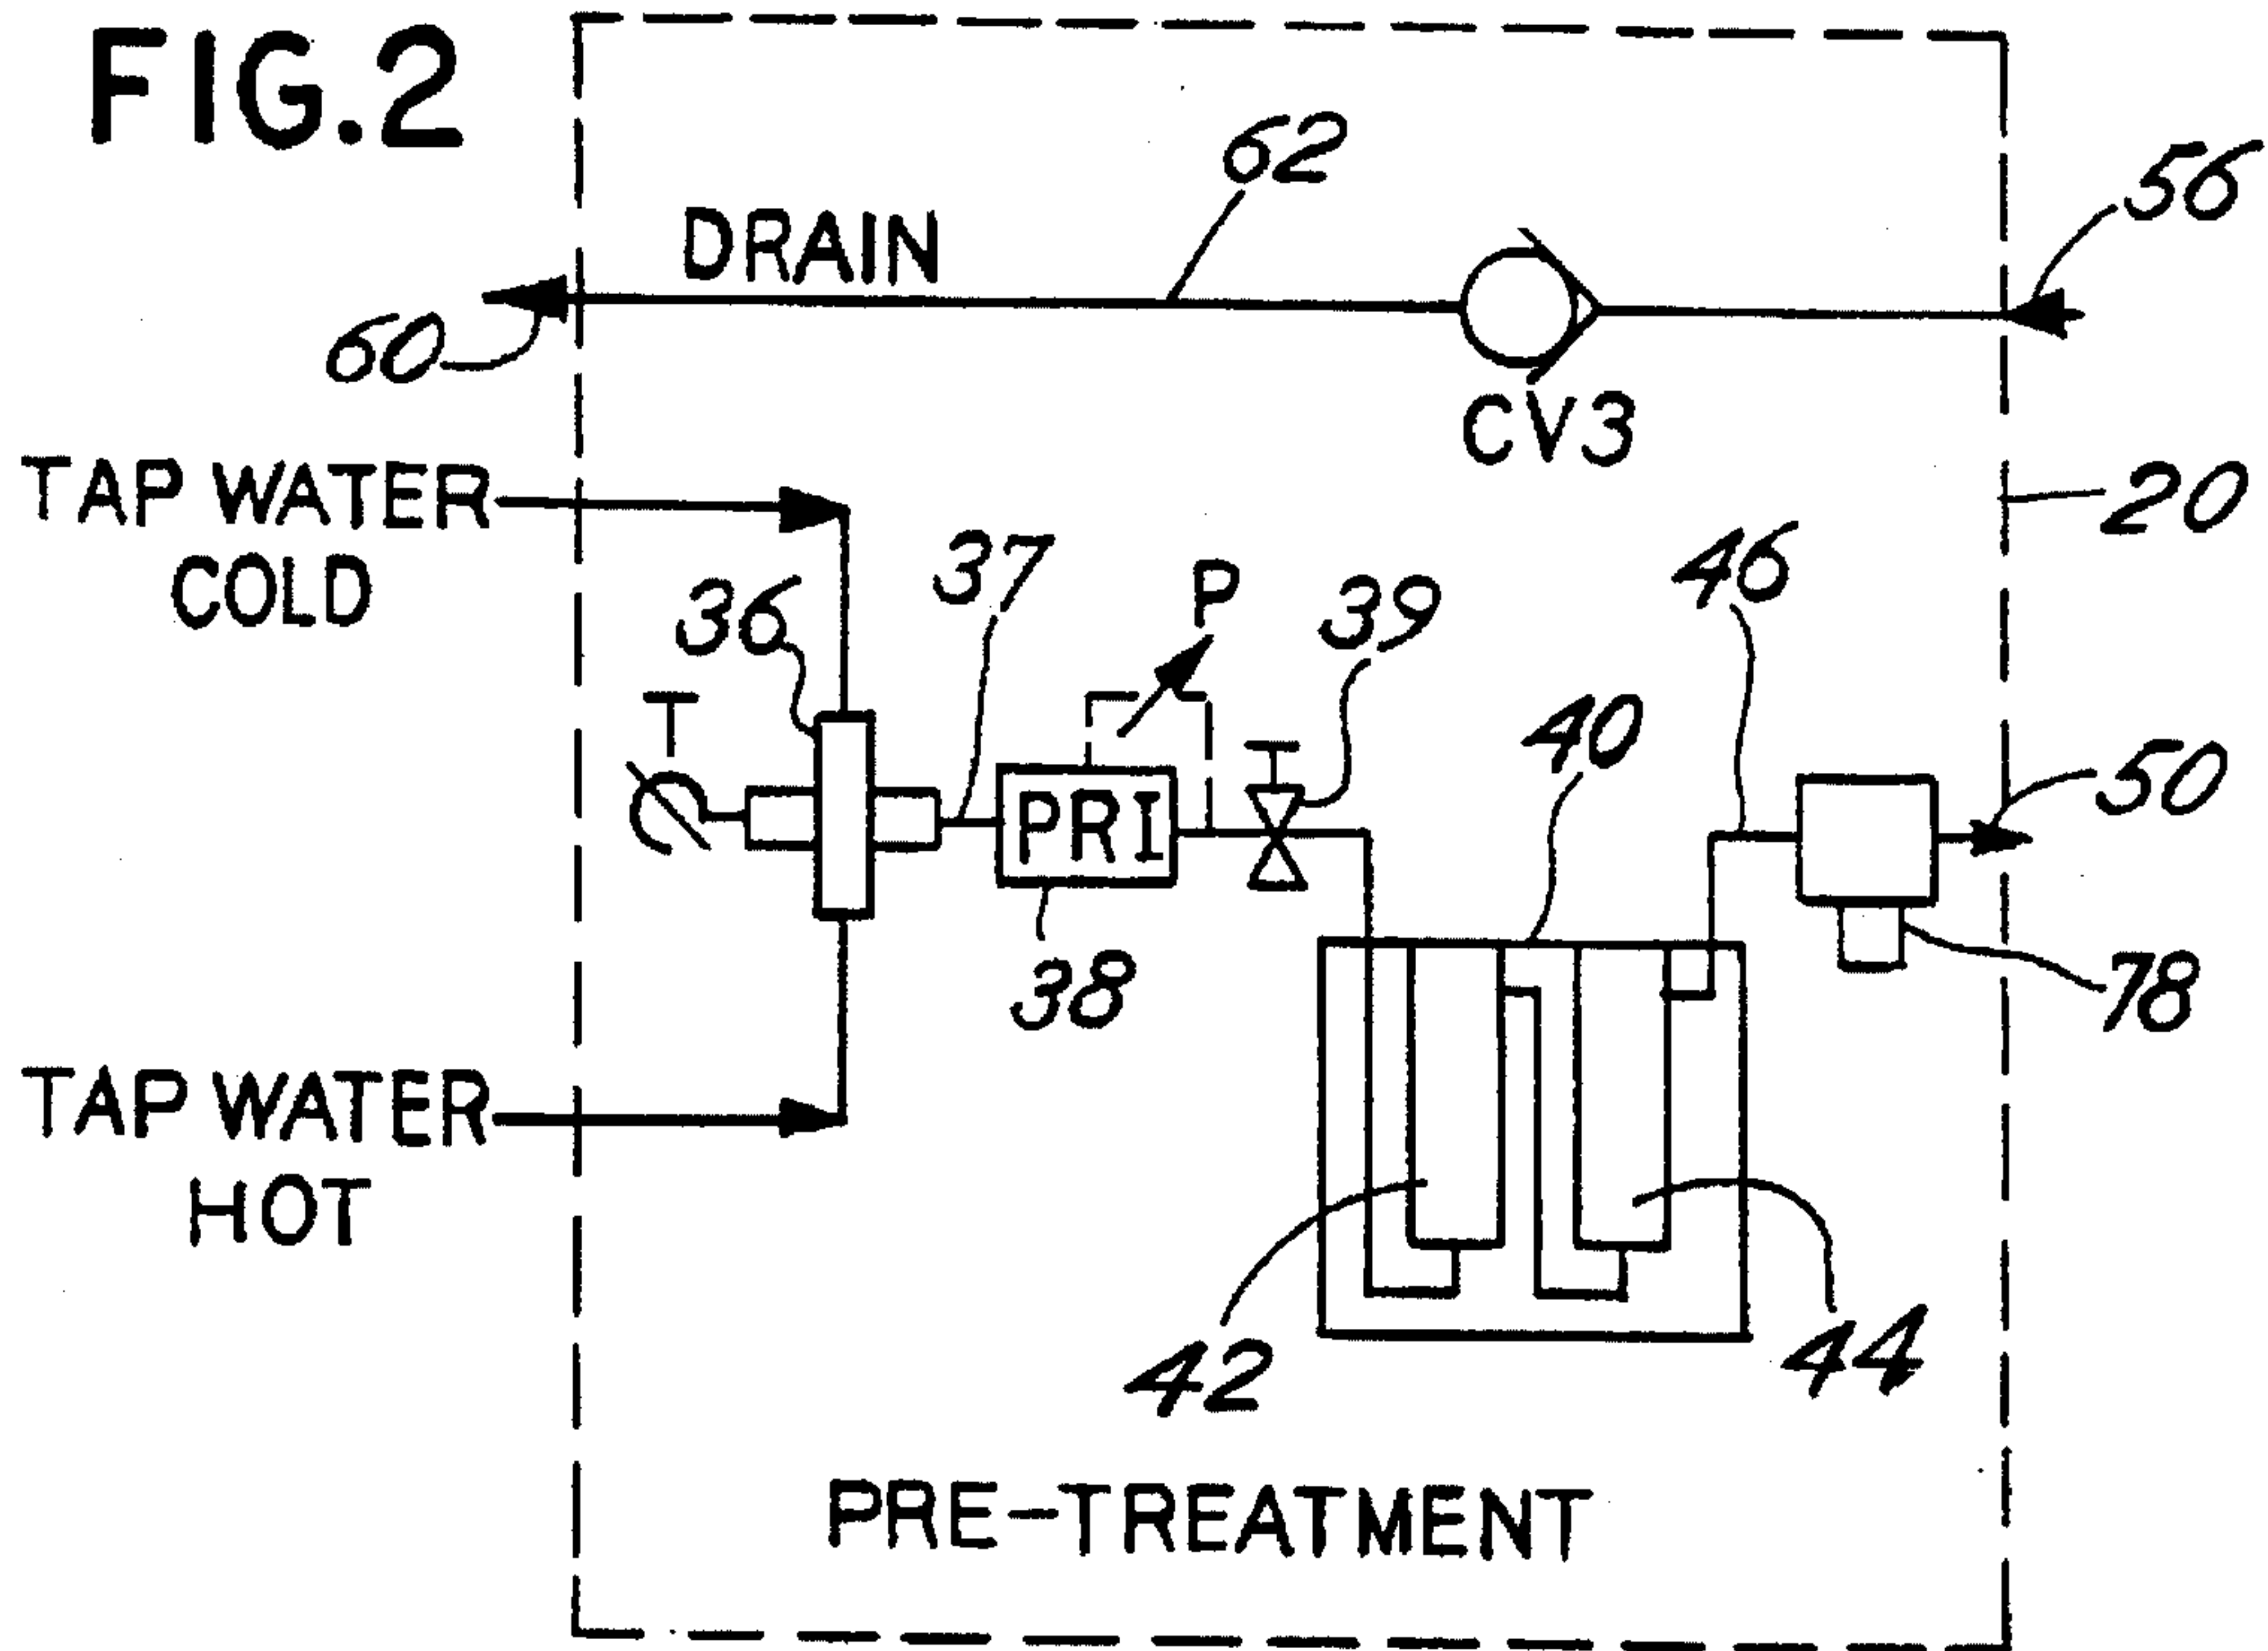 FIG.2
62
56
DRAIN
60
CV3
TAP WATER
COLD
20
37
46
P
36
39
T
40
50
PRI
38
78
TAP WATER
HOT
42
44
PRE-TREATMENT